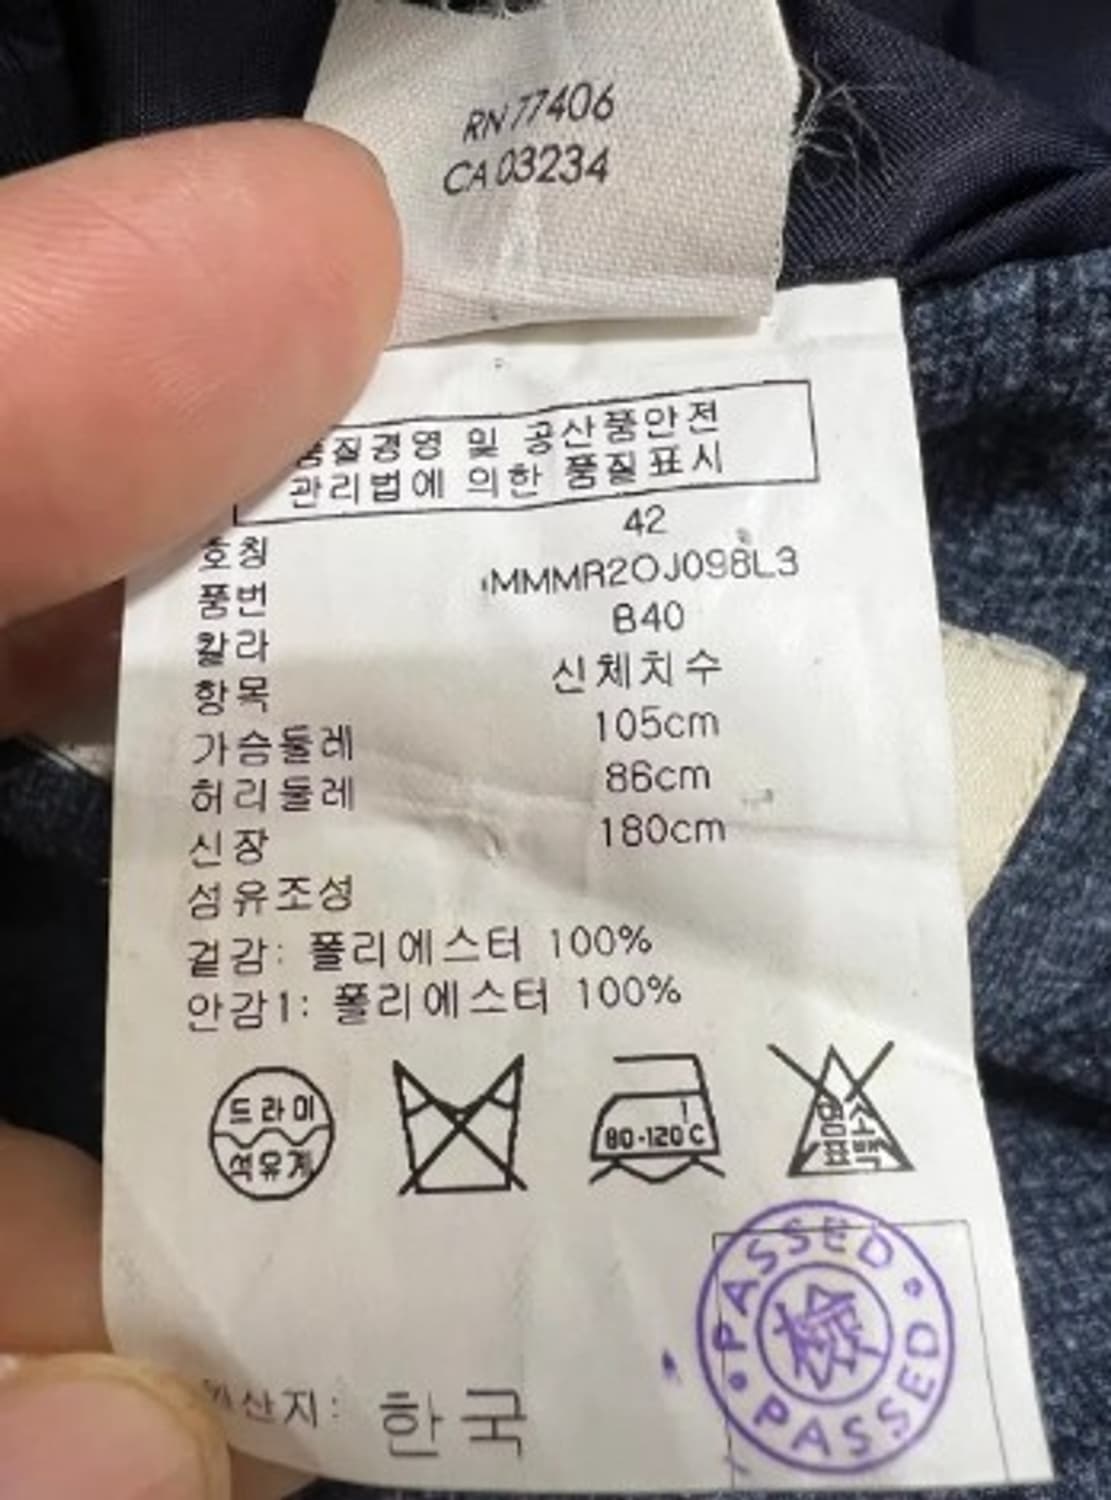 RN 77406
CA 03234
품질경영 및 공산품안전
관리법에 의한 품질표시
호칭 42
품번 MMMR2OJ098L3
칼라 B40
항목 신체치수
가슴둘레 105cm
허리둘레 86cm
신장 180cm
섬유조성
겉감: 폴리에스터 100%
안감1: 폴리에스터 100%
드라이
석유계
80-120℃
염소
표백
PASSED
檢
PASSED
원산지: 한국